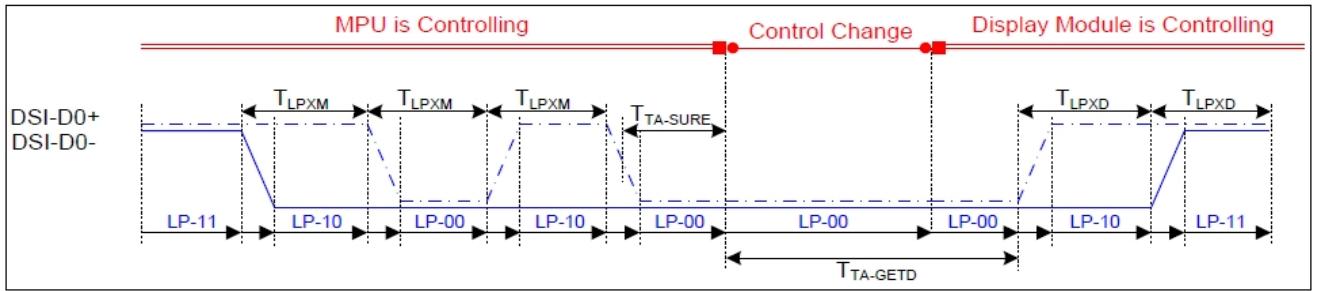 MPU is Controlling Control Change Display Module is Controlling
TLPXM TLPXM TLPXM TTA-SURE TLPXD TLPXD
DSI-D0+
DSI-D0-
LP-11 LP-10 LP-00 LP-10 LP-00 LP-00 LP-00 LP-10 LP-11
TTA-GETD